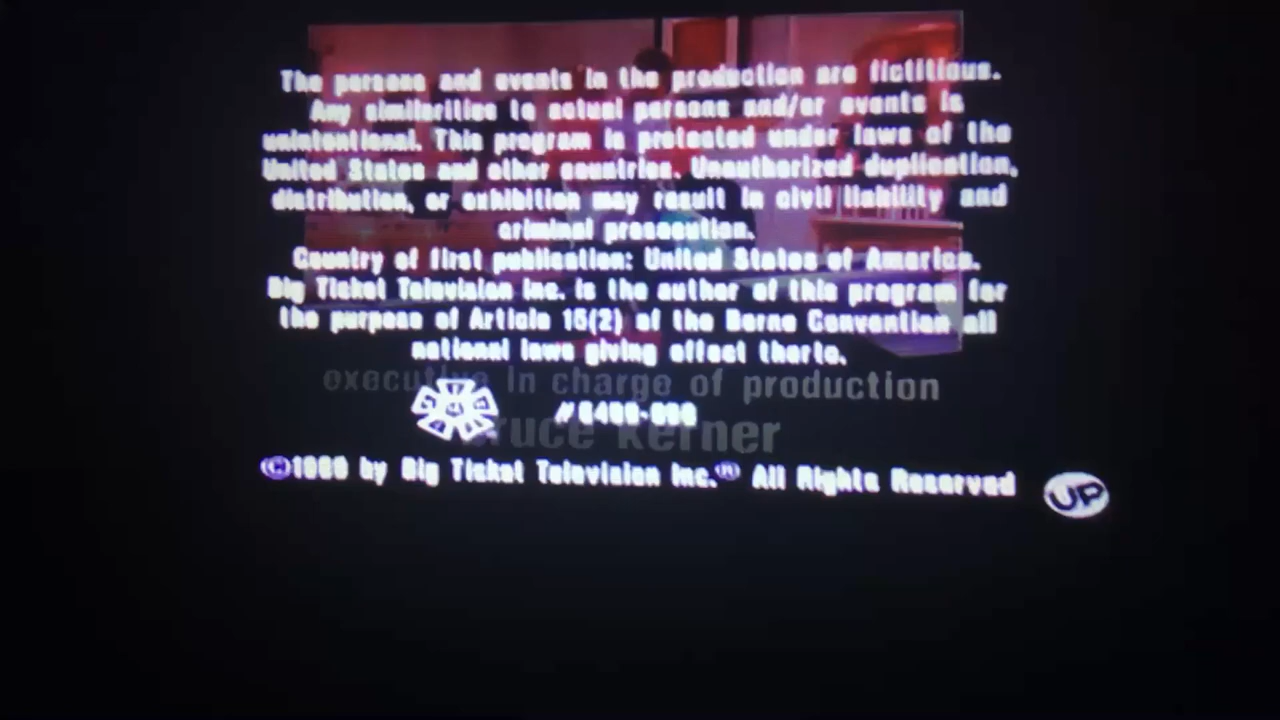 The persons and events in the production are fictitious.
Any similarities to actual persons and/or events is
unintentional. This program is protected under laws of the
United States and other countries. Unauthorized duplication,
distribution, or exhibition may result in civil liability and
criminal prosecution.
Country of first publication: United States of America.
Big Ticket Television Inc. is the author of this program for
the purpose of Article 15(2) of the Berne Convention all
national laws giving effect therto.
executive in charge of production
bruce kerner
© by Big Ticket Television Inc.® All Rights Reserved
UP